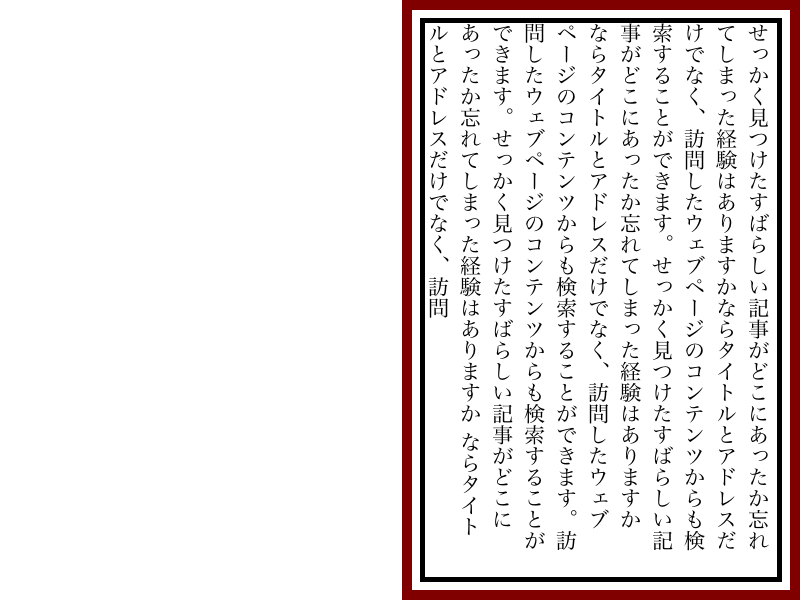 せっかく見つけたすばらしい記事がどこにあったか忘れ
てしまった経験はありますかならタイトルとアドレスだ
けでなく、訪問したウェブページのコンテンツからも検
索することができます。せっかく見つけたすばらしい記
事がどこにあったか忘れてしまった経験はありますか
ならタイトルとアドレスだけでなく、訪問したウェブ
ページのコンテンツからも検索することができます。訪
問したウェブページのコンテンツからも検索することが
できます。せっかく見つけたすばらしい記事がどこに
あったか忘れてしまった経験はありますか ならタイト
ルとアドレスだけでなく、訪問